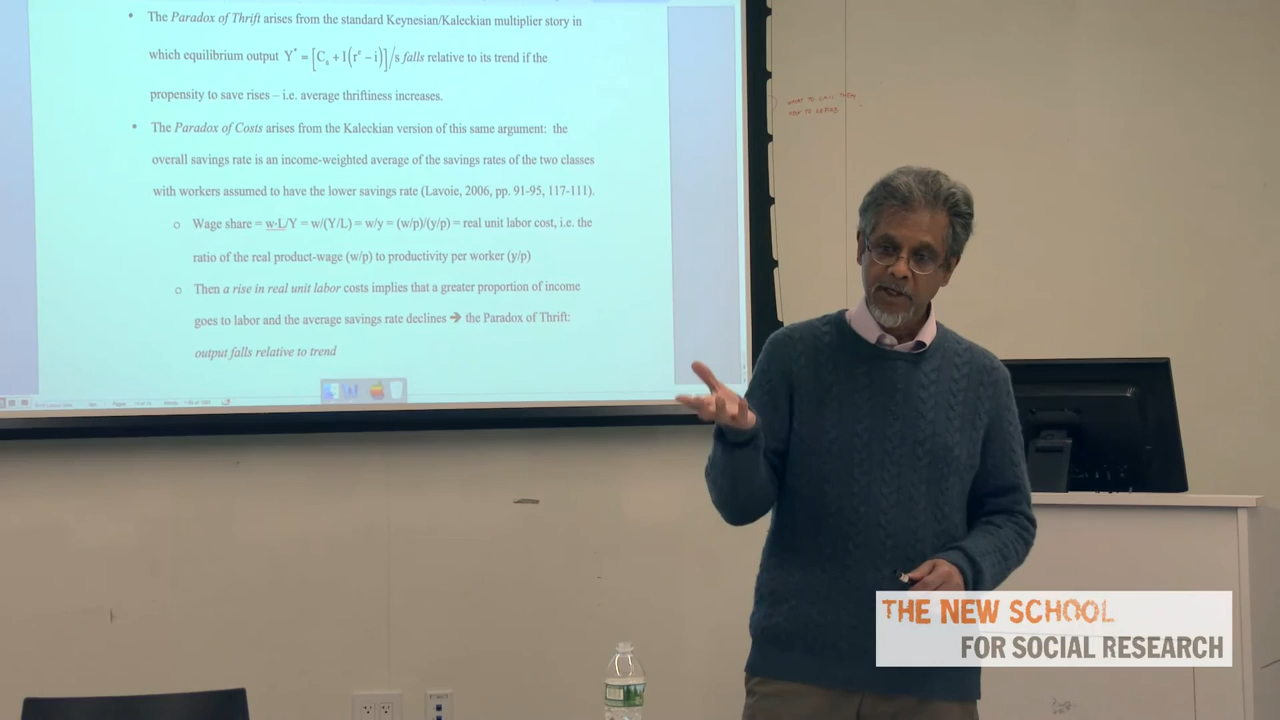 • The Paradox of Thrift arises from the standard Keynesian/Kaleckian multiplier story in
which equilibrium output Y* = [Cₐ + I(rᵉ − i)]/s falls relative to its trend if the
propensity to save rises – i.e. average thriftiness increases.
• The Paradox of Costs arises from the Kaleckian version of this same argument: the
overall savings rate is an income-weighted average of the savings rates of the two classes
with workers assumed to have the lower savings rate (Lavoie, 2006, pp. 91-95, 117-111).
o Wage share = w·L/Y = w/(Y/L) = w/y = (w/p)/(y/p) = real unit labor cost, i.e. the
ratio of the real product-wage (w/p) to productivity per worker (y/p)
o Then a rise in real unit labor costs implies that a greater proportion of income
goes to labor and the average savings rate declines ➔ the Paradox of Thrift:
output falls relative to trend
WHAT TO CALL THEM
THE NEW SCHOOL
FOR SOCIAL RESEARCH